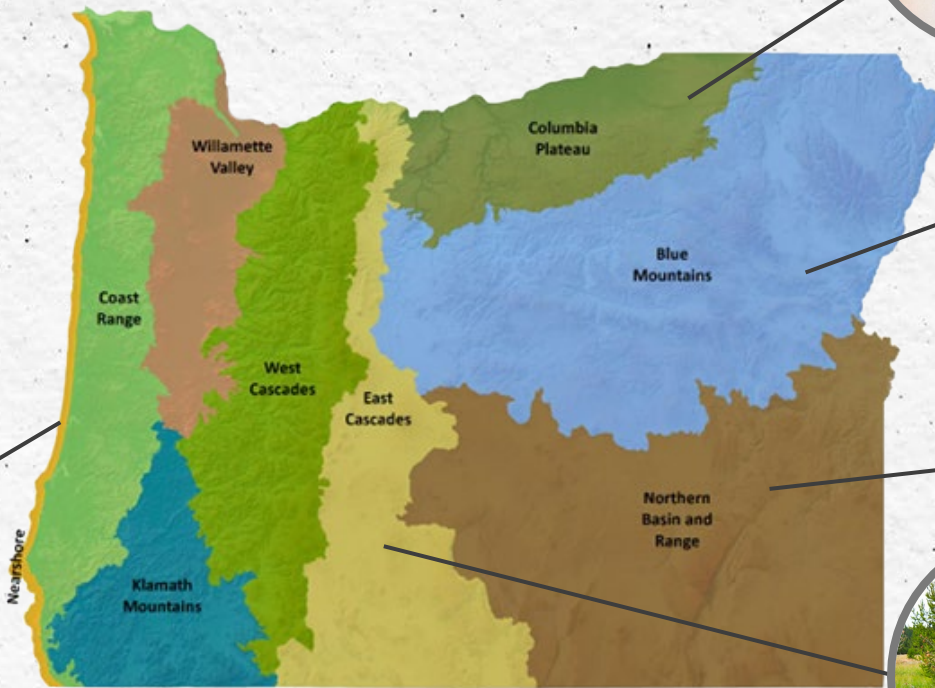 Columbia
Plateau
Willamette
Valley
Blue
Mountains
Coast
Range
West
Cascades
East
Cascades
Northern
Basin and
Range
Nearshore
Klamath
Mountains